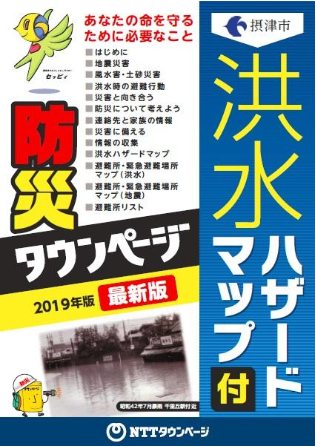 あなたの命を守る
ために必要なこと
セッピィ
■はじめに
■地震災害
■風水害・土砂災害
■洪水時の避難行動
■災害と向き合う
■防災について考えよう
■連絡先と家族の情報
■災害に備える
■情報の収集
■洪水ハザードマップ
■避難所・緊急避難場所
マップ（洪水）
■避難所・緊急避難場所
マップ（地震）
■避難所リスト
摂津市
洪水
ハザード
マップ付
防災
タウンページ
2019年版
最新版
昭和42年7月豪雨 千里丘駅付近
防災
NTTタウンページ